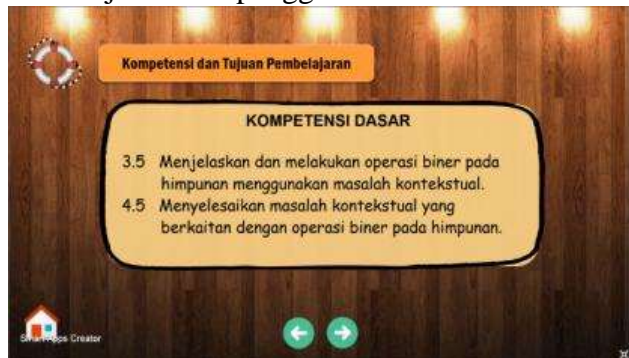 Kompetensi dan Tujuan Pembelajaran
KOMPETENSI DASAR
3.5 Menjelaskan dan melakukan operasi biner pada
himpunan menggunakan masalah kontekstual.
4.5 Menyelesaikan masalah kontekstual yang
berkaitan dengan operasi biner pada himpunan.
Creator